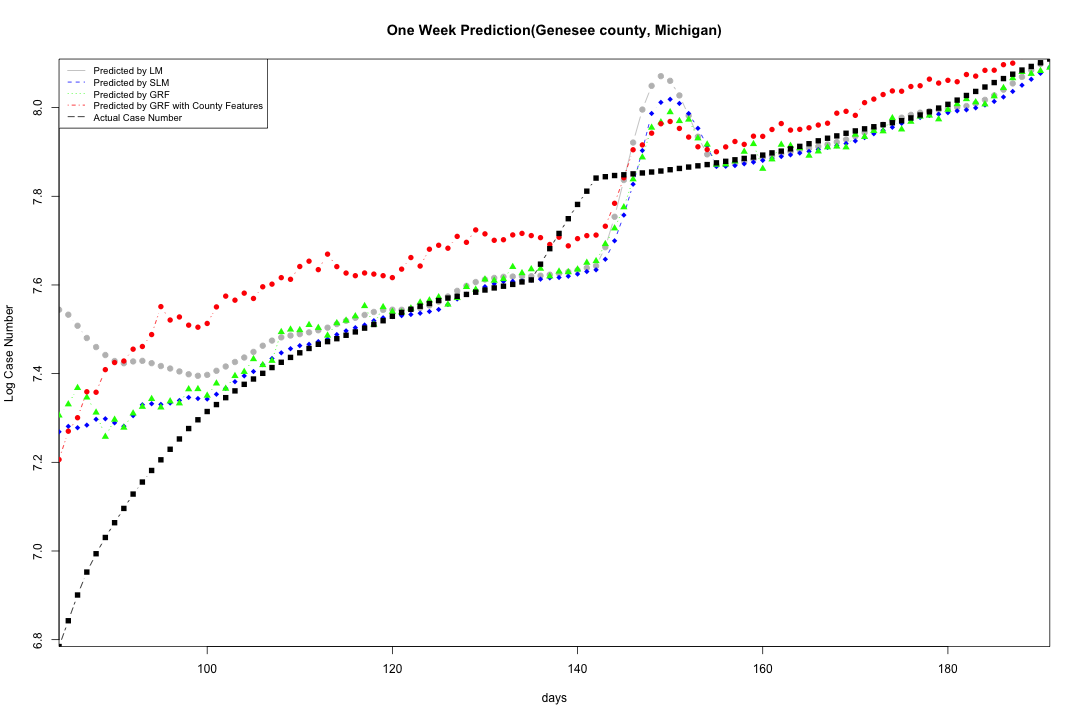 One Week Prediction(Genesee county, Michigan)
Predicted by LM
Predicted by SLM
Predicted by GRF
Predicted by GRF with County Features
Actual Case Number
Log Case Number
8.0
7.8
7.6
7.4
7.2
7.0
6.8
100 120 140 160 180
days